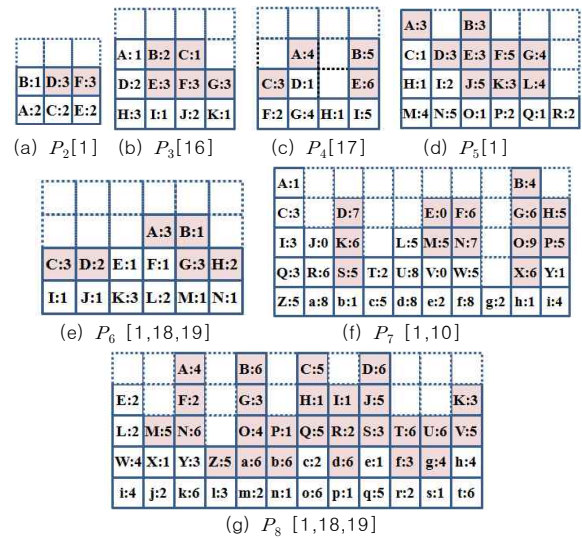 A:3 B:3
A:1 B:2 C:1 A:4 B:5 C:1 D:3 E:3 F:5 G:4
B:1 D:3 F:3 D:2 E:3 F:3 G:3 C:3 D:1 E:6 H:1 I:2 J:5 K:3 L:4
A:2 C:2 E:2 H:3 I:1 J:2 K:1 F:2 G:4 H:1 I:5 M:4 N:5 O:1 P:2 Q:1 R:2
(a) P₂[1] (b) P₃[16] (c) P₄[17] (d) P₅[1]
A:3 B:1
C:3 D:2 E:1 F:1 G:3 H:2
I:1 J:1 K:3 L:2 M:1 N:1
(e) P₆ [1,18,19]
A:1 B:4
C:3 D:7 E:0 F:6 G:6 H:5
I:3 J:0 K:6 L:5 M:5 N:7 O:9 P:5
Q:3 R:6 S:5 T:2 U:8 V:0 W:5 X:6 Y:1
Z:5 a:8 b:1 c:5 d:8 e:2 f:8 g:2 h:1 i:4
(f) P₇ [1,10]
A:4 B:6 C:5 D:6
E:2 F:2 G:3 H:1 I:1 J:5 K:3
L:2 M:5 N:6 O:4 P:1 Q:5 R:2 S:3 T:6 U:6 V:5
W:4 X:1 Y:3 Z:5 a:6 b:6 c:2 d:6 e:1 f:3 g:4 h:4
i:4 j:2 k:6 l:3 m:2 n:1 o:6 p:1 q:5 r:2 s:1 t:6
(g) P₈ [1,18,19]